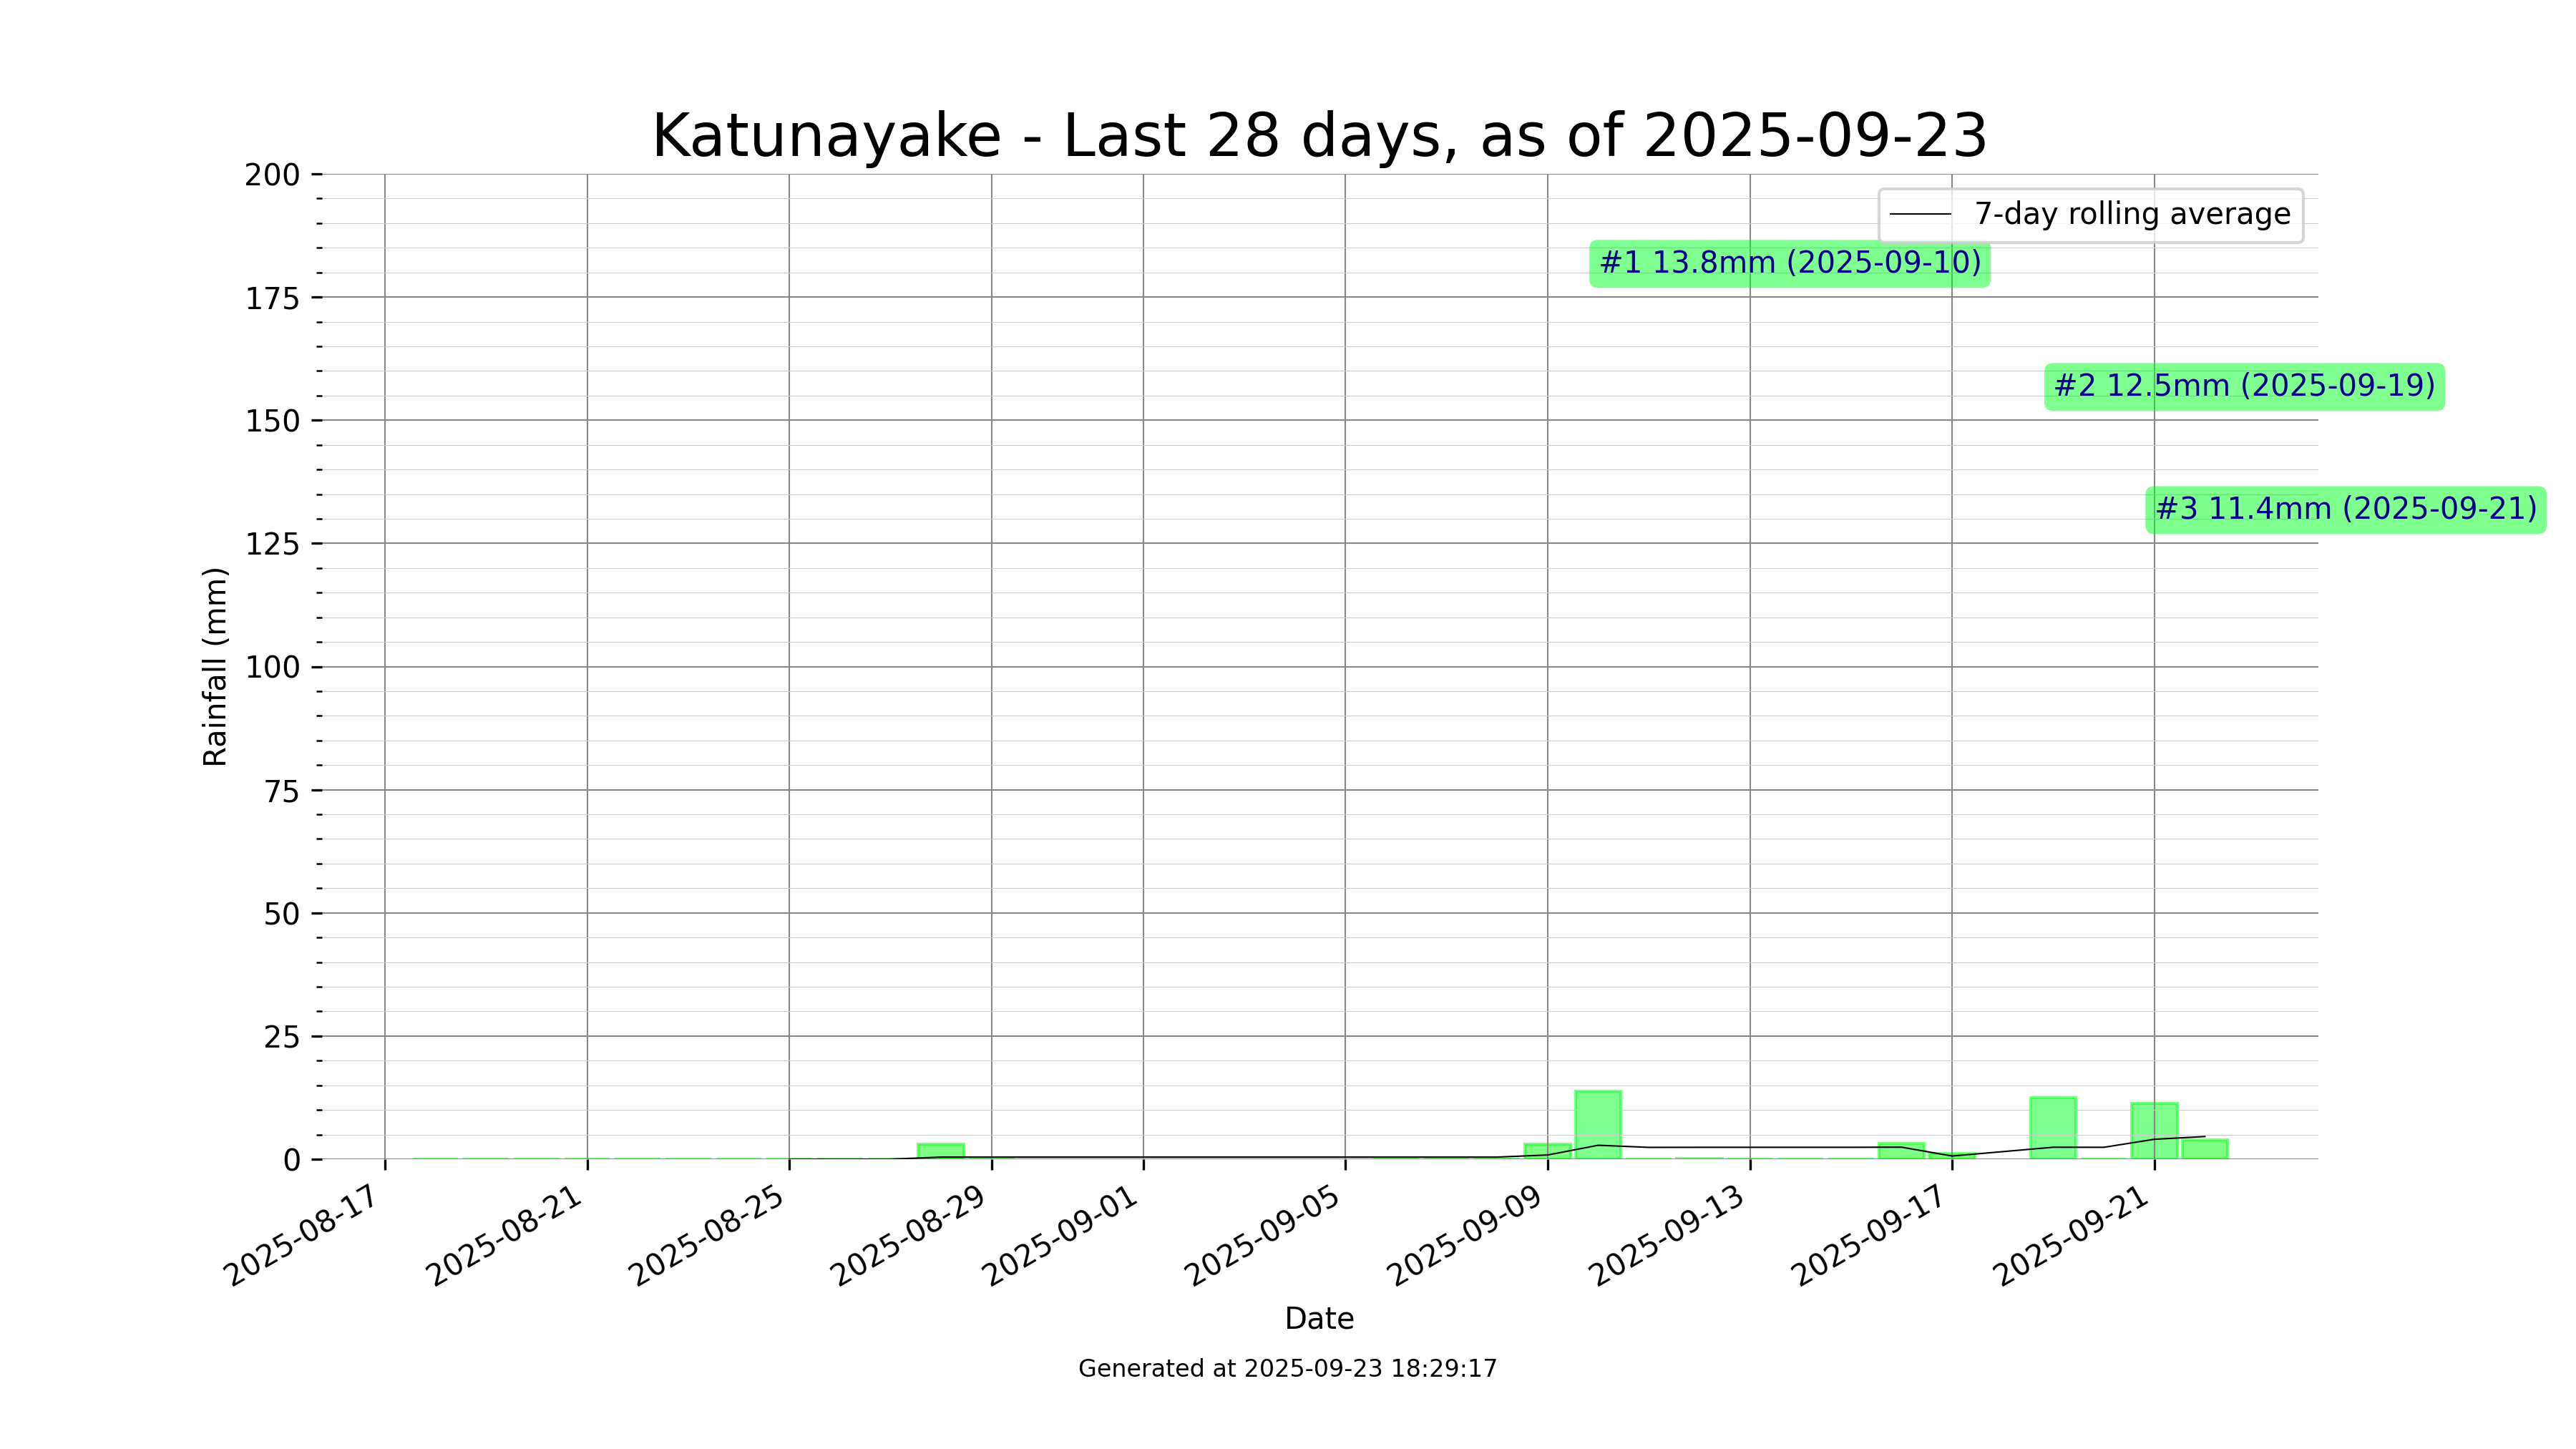 Katunayake - Last 28 days, as of 2025-09-23
7-day rolling average
#1 13.8mm (2025-09-10)
#2 12.5mm (2025-09-19)
#3 11.4mm (2025-09-21)
Rainfall (mm)
200
175
150
125
100
75
50
25
0
2025-08-17
2025-08-21
2025-08-25
2025-08-29
2025-09-01
2025-09-05
2025-09-09
2025-09-13
2025-09-17
2025-09-21
Date
Generated at 2025-09-23 18:29:17